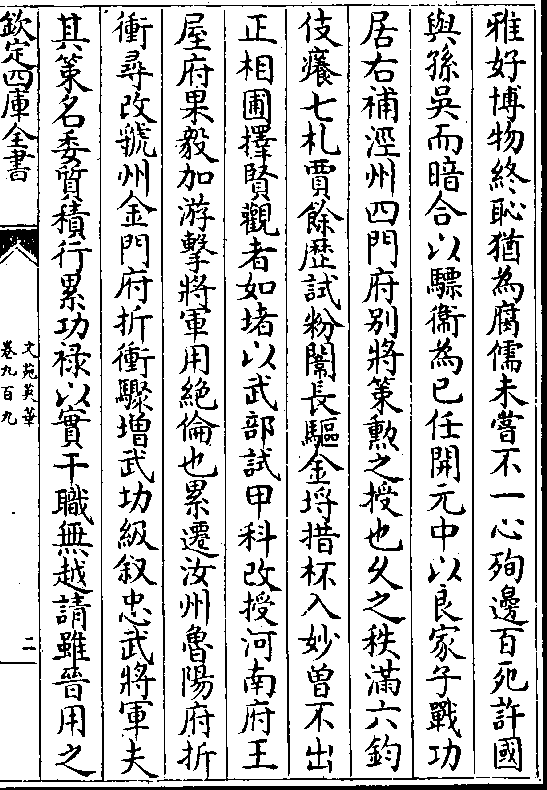 雅好博物終恥猶為腐儒未嘗不一心殉邊百死許國
與孫吳而暗合以驃衞為已任開元中以良家子戰功
居右補涇州四門府別將策勲之授也乆之秩滿六鈞
伎癢七札賈餘歴試粉闈長驅金埒措杯入妙曽不出
正相圃擇賢觀者如堵以武部試甲科改授河南府王
屋府果毅加游擊將軍用絶倫也累遷汝州魯陽府折
衝尋改虢州金門府折衝驟増武功級叙忠武將軍夫
其策名委質積行累功禄以實干職無越請雖晉用之
欽定四庫全書
文苑英華
卷九百九
二